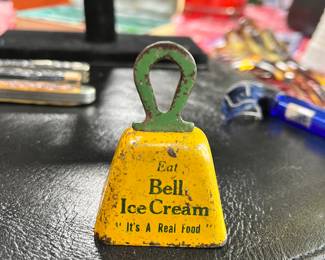 Eat
Bell
Ice Cream
"It's A Real Food"